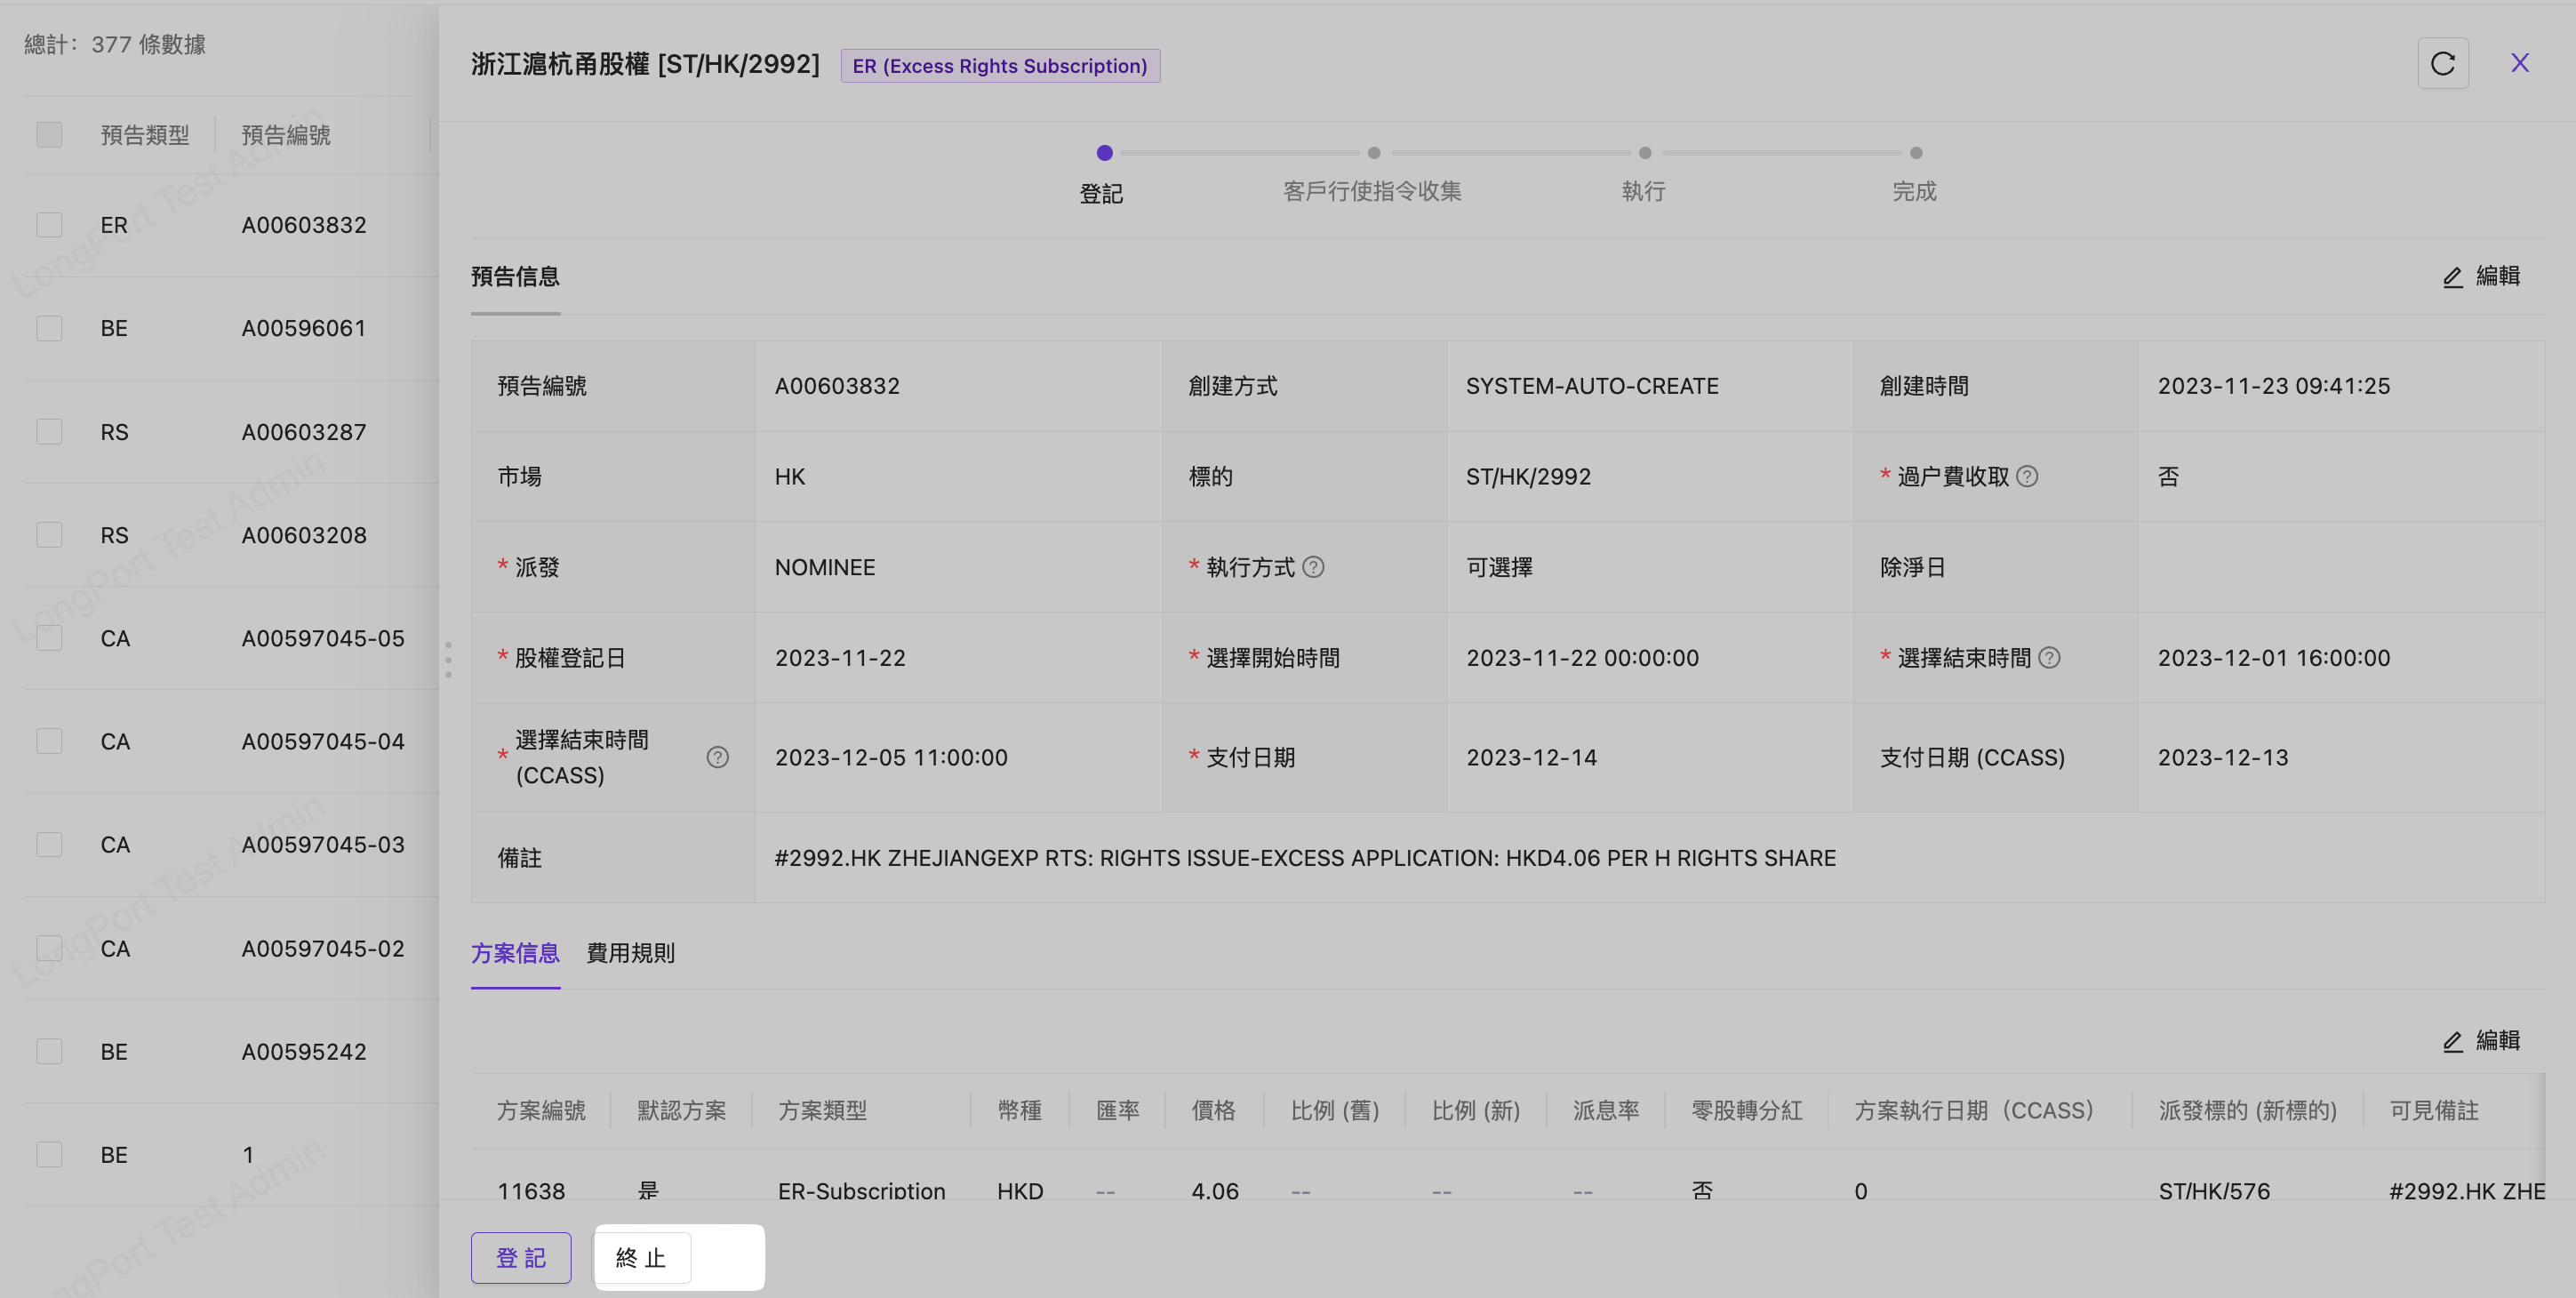 總計：377 條數據
預告類型 預告編號
ER A00603832
BE A00596061
RS A00603287
RS A00603208
CA A00597045-05
CA A00597045-04
CA A00597045-03
CA A00597045-02
BE A00595242
BE 1
LongPort Test Admin
LongPort Test Admin
LongPort Test Admin
LongPort Test Admin
浙江滬杭甬股權 [ST/HK/2992] ER (Excess Rights Subscription)
登記 客戶行使指令收集 執行 完成
預告信息 編輯
預告編號 A00603832 創建方式 SYSTEM-AUTO-CREATE 創建時間 2023-11-23 09:41:25
市場 HK 標的 ST/HK/2992 * 過户費收取 否
* 派發 NOMINEE * 執行方式 可選擇 除淨日
* 股權登記日 2023-11-22 * 選擇開始時間 2023-11-22 00:00:00 * 選擇結束時間 2023-12-01 16:00:00
* 選擇結束時間 (CCASS) 2023-12-05 11:00:00 * 支付日期 2023-12-14 支付日期 (CCASS) 2023-12-13
備註 #2992.HK ZHEJIANGEXP RTS: RIGHTS ISSUE-EXCESS APPLICATION: HKD4.06 PER H RIGHTS SHARE
方案信息 費用規則
編輯
方案編號 默認方案 方案類型 幣種 匯率 價格 比例 (舊) 比例 (新) 派息率 零股轉分紅 方案執行日期（CCASS） 派發標的 (新標的) 可見備註
11638 是 ER-Subscription HKD -- 4.06 -- -- -- 否 0 ST/HK/576 #2992.HK ZHE
登記 終止